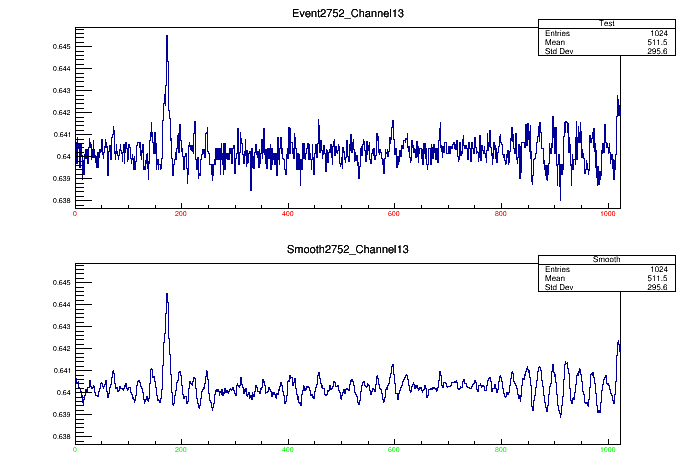 Event2752_Channel13
Test
Entries 1024
Mean 511.5
Std Dev 295.6
0.645
0.644
0.643
0.642
0.641
0.64
0.639
0.638
0 200 400 600 800 1000
Smooth2752_Channel13
Smooth
Entries 1024
Mean 511.5
Std Dev 295.6
0.645
0.644
0.643
0.642
0.641
0.64
0.639
0.638
0 200 400 600 800 1000